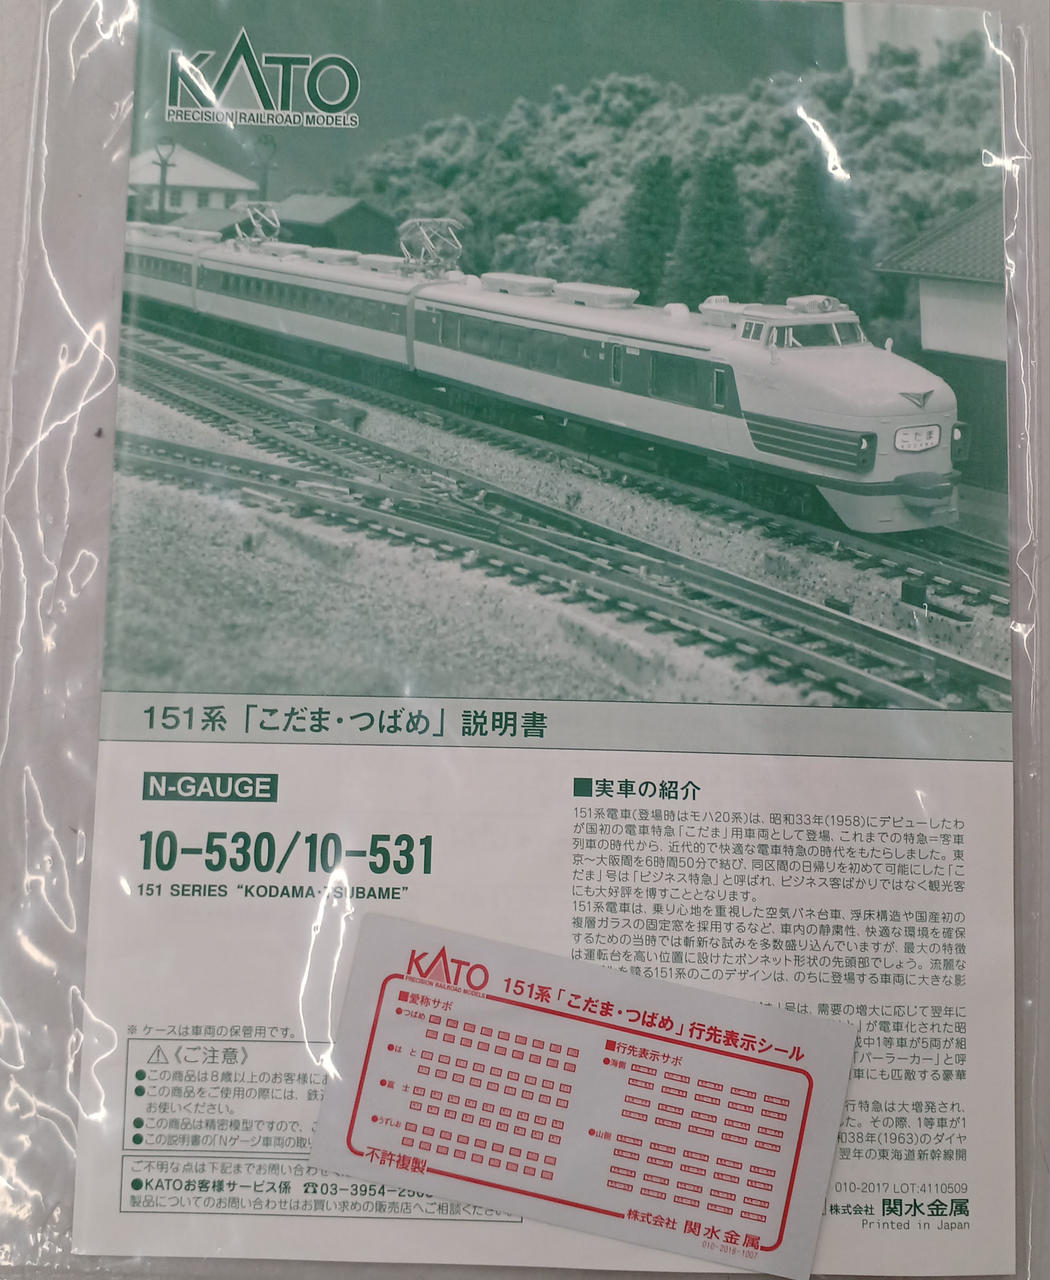 KATO
PRECISION RAILROAD MODELS
こだま
KODAMA
151系「こだま・つばめ」説明書
N-GAUGE
10-530/10-531
151 SERIES "KODAMA・TSUBAME"
※ ケースは車両の保管用です。
⚠《ご注意》
●この商品は8歳以上のお客様に
●この商品をご使用の際には、鉄
お使いください。
●この商品は精密模型ですので、
●この説明書の「Nゲージ車両の取
ご不明な点は下記までお問い合わせ
●KATOお客様サービス係 ☎03-3954-2
製品についてのお問い合わせはお買い求めの販売店へご相談ください。
■実車の紹介
151系電車(登場時はモハ20系)は、昭和33年(1958)にデビューしたわ
が国初の電車特急「こだま」用車両として登場、これまでの特急=客車
列車の時代から、近代的で快適な電車特急の時代をもたらしました。東
京〜大阪間を6時間50分で結び、同区間の日帰りを初めて可能にした「こ
だま」号は「ビジネス特急」と呼ばれ、ビジネス客ばかりではなく観光客
にも大好評を博すこととなります。
151系電車は、乗り心地を重視した空気バネ台車、浮床構造や国産初の
複層ガラスの固定窓を採用するなど、車内の静粛性、快適な環境を確保
するための当時では斬新な試みを多数盛り込んでいますが、最大の特徴
は運転台を高い位置に設けたボンネット形状の先頭部でしょう。流麗な
を誇る151系のこのデザインは、のちに登場する車両に大きな影
号は、需要の増大に応じて翌年に
が電車化された昭
成中1等車が5両が組
「パーラーカー」と呼
車にも匹敵する豪華
行特急は大増発され、
た。その際、1等車が1
和38年(1963)のダイヤ
翌年の東海道新幹線開
010-2017 LOT:4110509
株式会社 関水金属
Printed in Japan
KATO
PRECISION RAILROAD MODELS
151系「こだま・つばめ」行先表示シール
■愛称サボ
●つばめ
●は と
●富 士
●うずしお
■行先表示サボ
●海側
●山側
不許複製
株式会社 関水金属
010-2018-1007